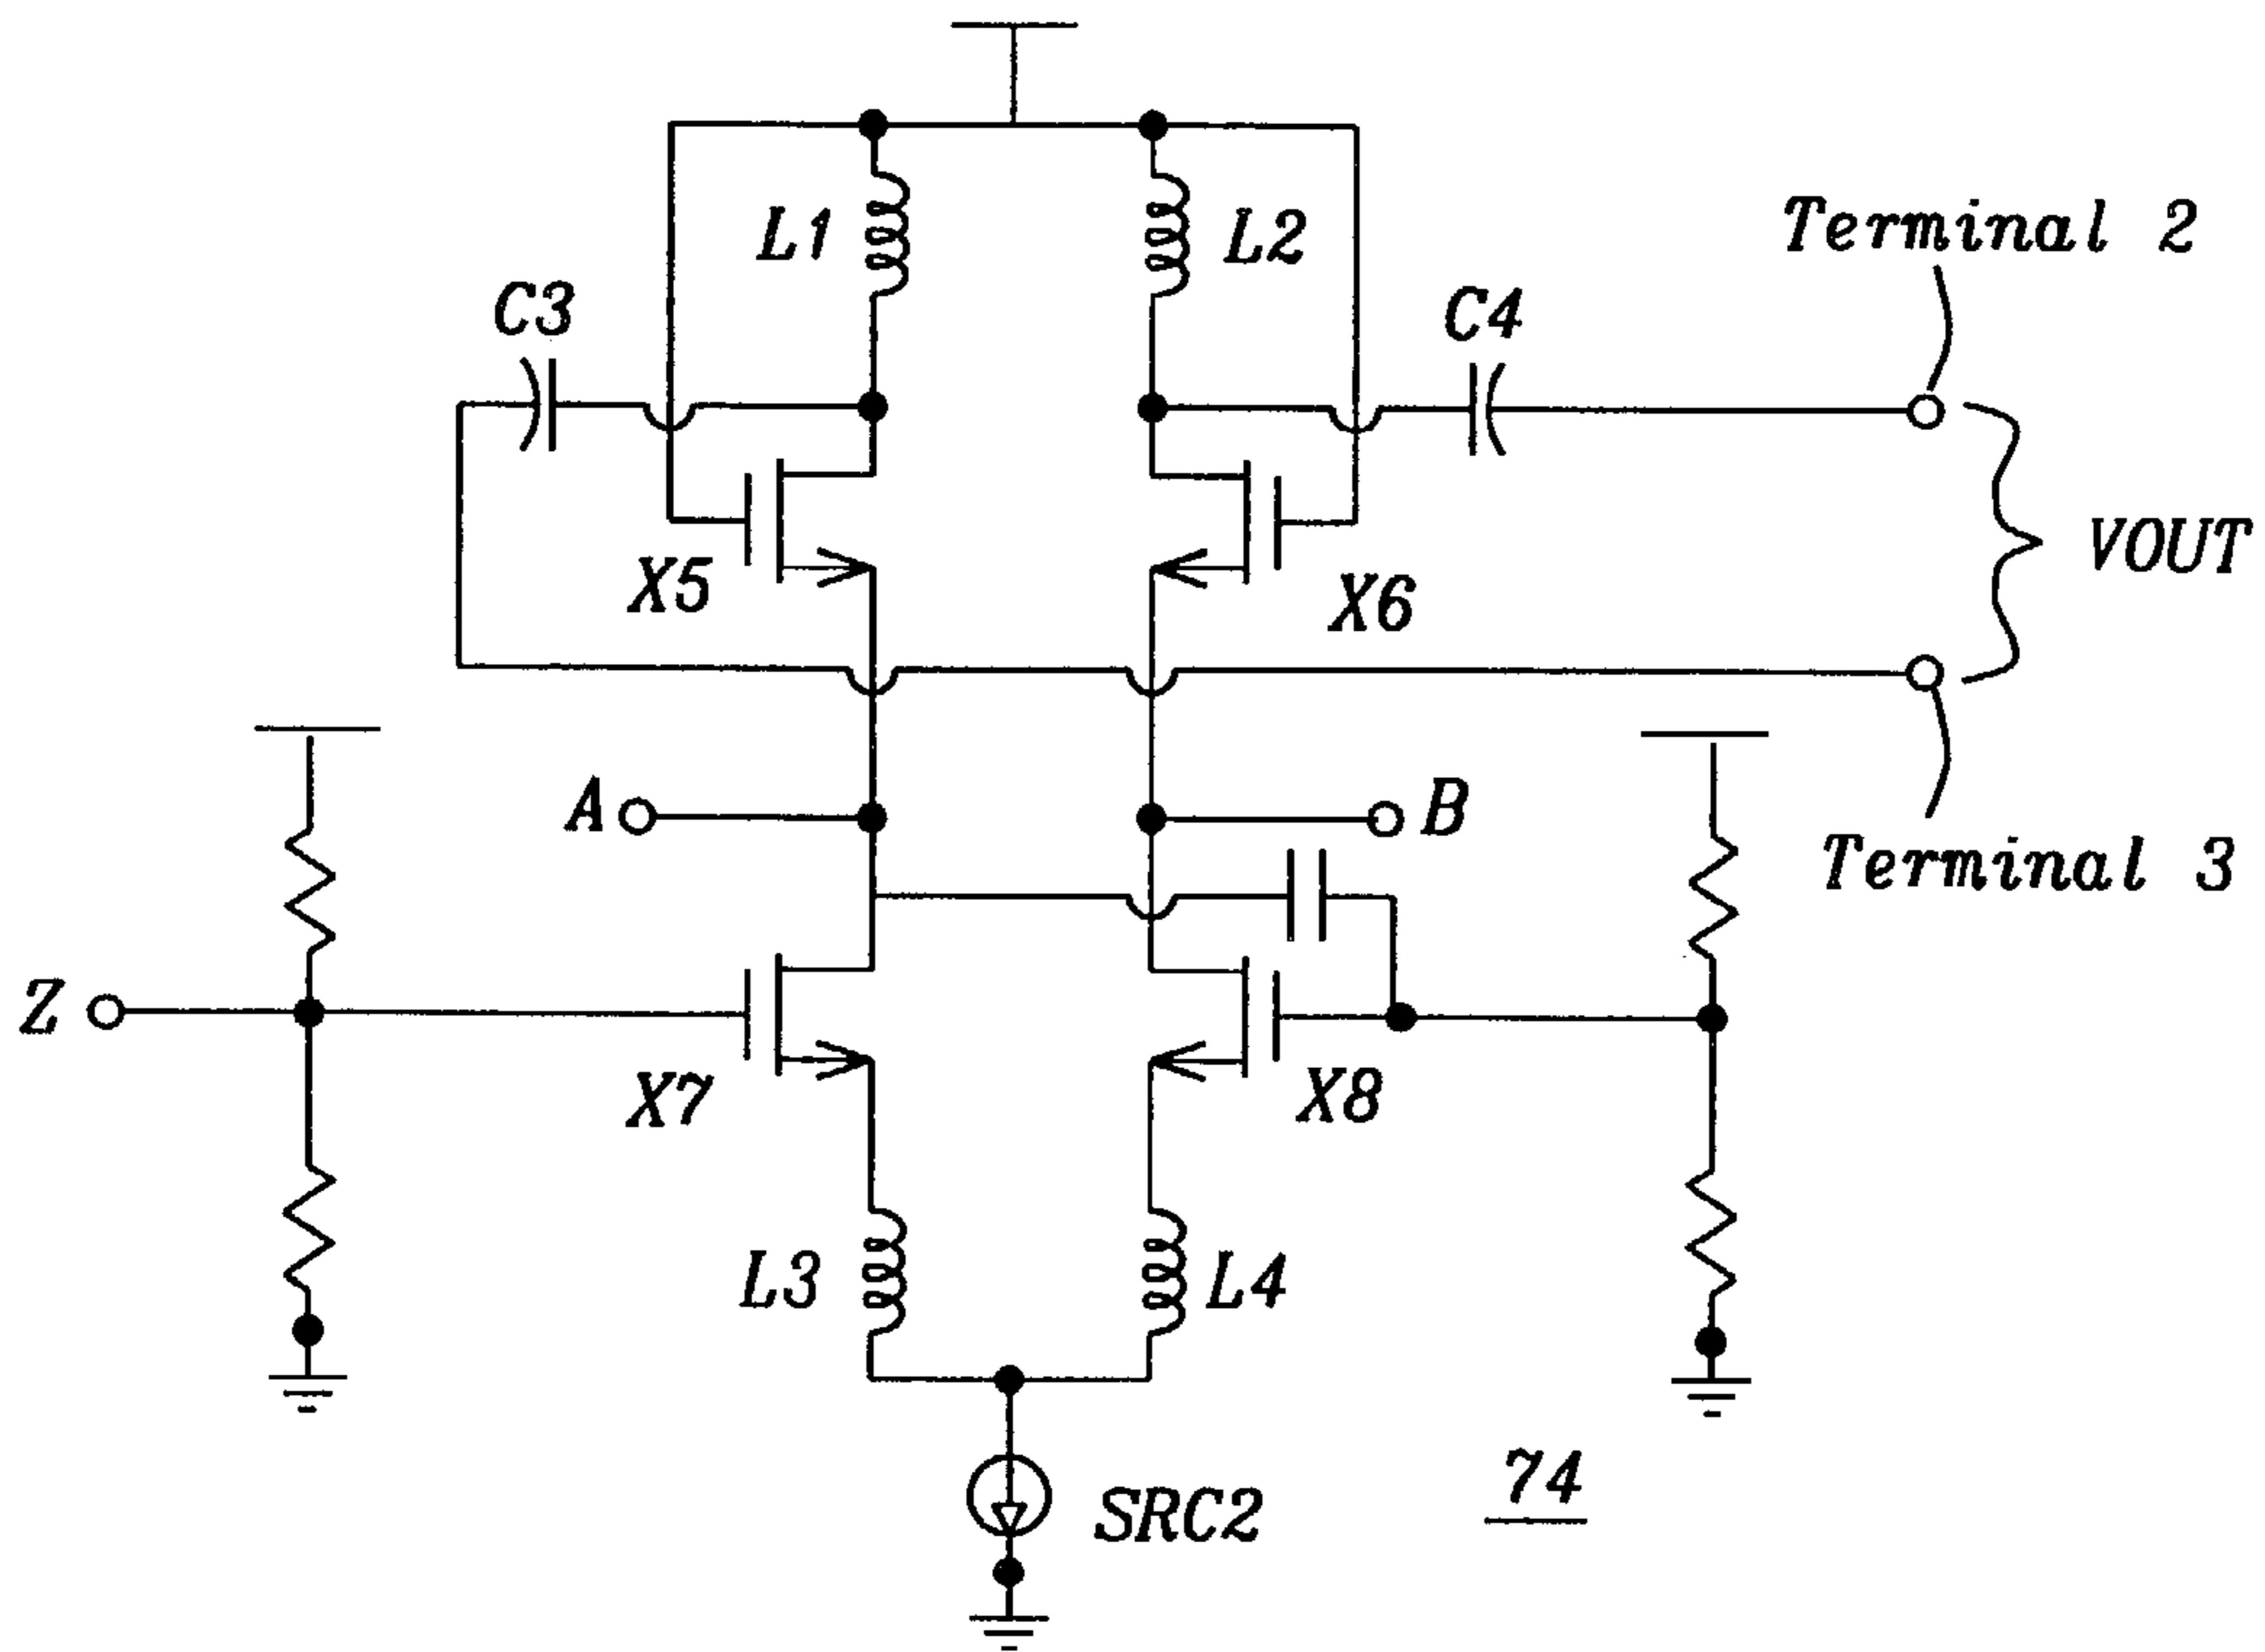 L1
L2
Terminal 2
C3
C4
X5
X6
VOUT
A
B
Terminal 3
Z
X7
X8
L3
L4
SRC2
74